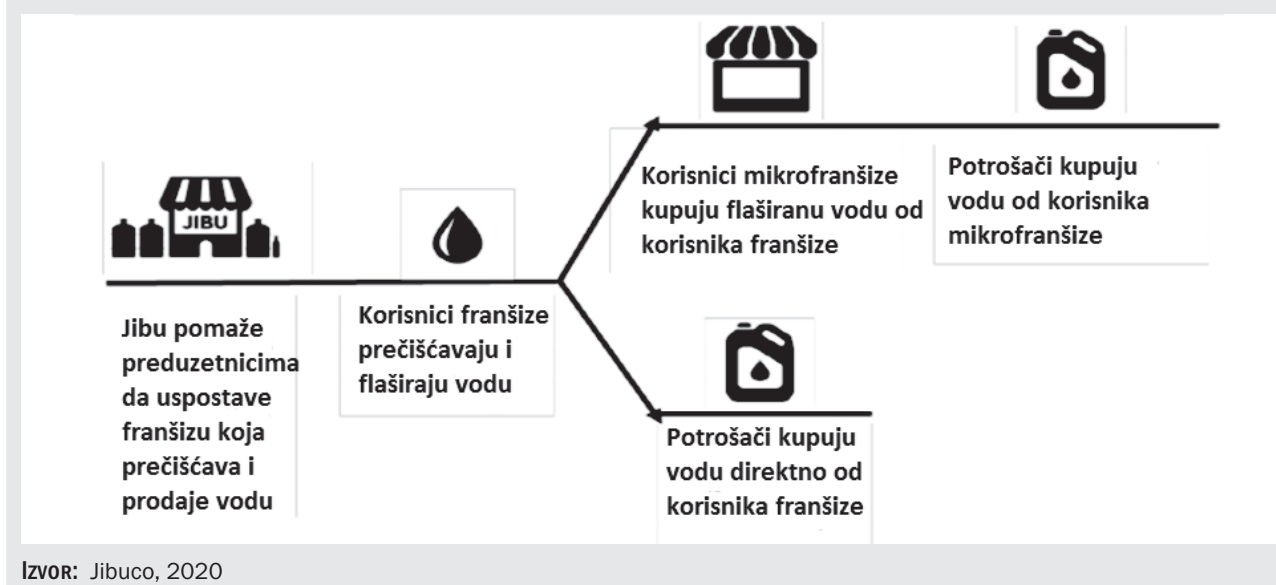 JIBU
Jibu pomaže
preduzetnicima
da uspostave
franšizu koja
prečišćava i
prodaje vodu
Korisnici franšize
prečišćavaju i
flaširaju vodu
Korisnici mikrofranšize
kupuju flaširanu vodu od
korisnika franšize
Potrošači kupuju
vodu od korisnika
mikrofranšize
Potrošači kupuju
vodu direktno od
korisnika franšize
IZVOR: Jibuco, 2020